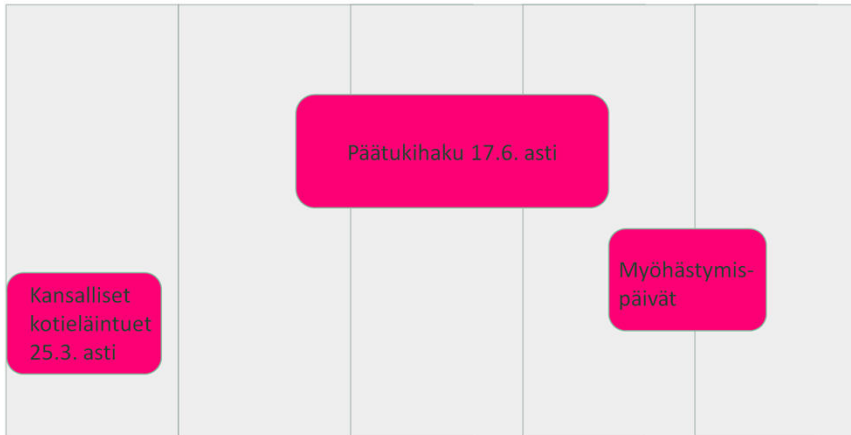 Päätukihaku 17.6. asti
Myöhästymis-
päivät
Kansalliset
kotieläintuet
25.3. asti